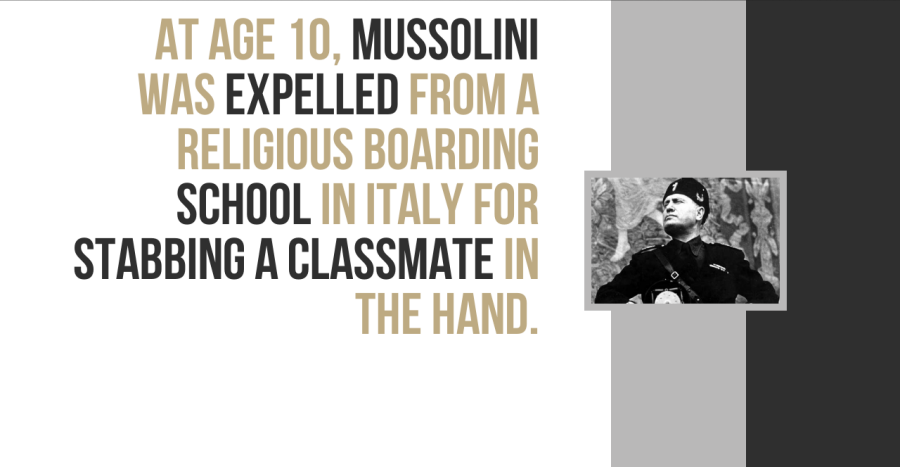 AT AGE 10, MUSSOLINI
WAS EXPELLED FROM A
RELIGIOUS BOARDING
SCHOOL IN ITALY FOR
STABBING A CLASSMATE IN
THE HAND.